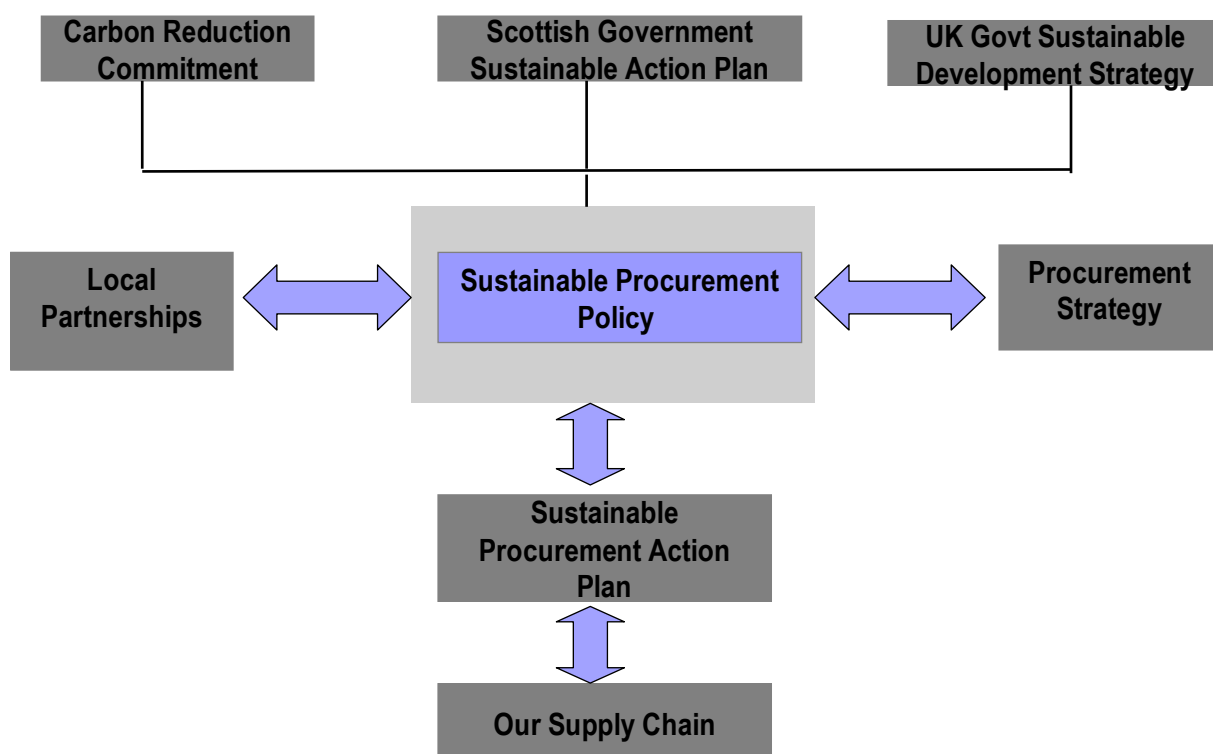 Carbon Reduction
Commitment
Scottish Government
Sustainable Action Plan
UK Govt Sustainable
Development Strategy
Local
Partnerships
Sustainable Procurement
Policy
Procurement
Strategy
Sustainable
Procurement Action
Plan
Our Supply Chain